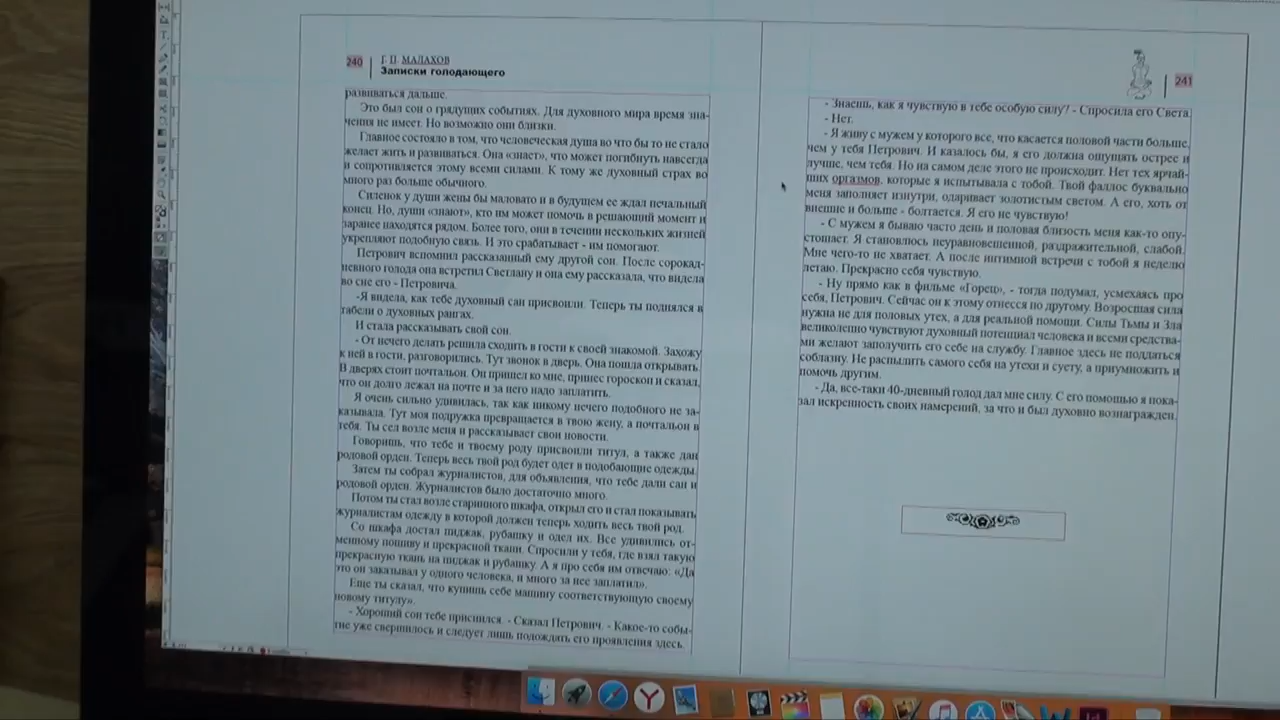 240
Г. П. МАЛАХОВ
Записки голодающего
развиваться дальше.
Это был сон о грядущих событиях. Для духовного мира время зна-
чения не имеет. Но возможно они близки.
Главное состояло в том, что человеческая душа во что бы то не стало
желает жить и развиваться. Она «знает», что может погибнуть навсегда
и сопротивляется этому всеми силами. К тому же духовный страх во
много раз больше обычного.
Силенок у души жены бы маловато и в будущем ее ждал печальный
конец. Но, души «знают», кто им может помочь в решающий момент и
заранее находятся рядом. Более того, они в течении нескольких жизней
укрепляют подобную связь. И это срабатывает - им помогают.
Петрович вспомнил рассказанный ему другой сон. После сорокад-
невного голода она встретил Светлану и она ему рассказала, что видела
во сне его - Петровича.
-Я видела, как тебе духовный сан присвоили. Теперь ты поднялся в
табели о духовных рангах.
И стала рассказывать свой сон.
- От нечего делать решила сходить в гости к своей знакомой. Захожу
к ней в гости, разговорились. Тут звонок в дверь. Она пошла открывать.
В дверях стоит почтальон. Он пришел ко мне, принес гороскоп и сказал,
что он долго лежал на почте и за него надо заплатить.
Я очень сильно удивилась, так как никому нечего подобного не за-
казывала. Тут моя подружка превращается в твою жену, а почтальон в
тебя. Ты сел возле меня и рассказывает свои новости.
Говоришь, что тебе и твоему роду присвоили титул, а также дан
родовой орден. Теперь весь твой род будет одет в подобающие одежды.
Затем ты собрал журналистов, для объявления, что тебе дали сан и
родовой орден. Журналистов было достаточно много.
Потом ты стал возле старинного шкафа, открыл его и стал показывать
журналистам одежду в которой должен теперь ходить весь твой род.
Со шкафа достал пиджак, рубашку и одел их. Все удивились от-
менному пошиву и прекрасной ткани. Спросили у тебя, где взял такую
прекрасную ткань на пиджак и рубашку. А я про себя им отвечаю: «Да
это он заказывал у одного человека, и много за нее заплатил».
Еще ты сказал, что купишь себе машину соответствующую своему
новому титулу».
- Хороший сон тебе приснился. - Сказал Петрович. - Какое-то собы-
тие уже свершилось и следует лишь подождать его проявления здесь.
241
- Знаешь, как я чувствую в тебе особую силу? - Спросила его Света.
- Нет.
- Я живу с мужем у которого все, что касается половой части больше,
чем у тебя Петрович. И казалось бы, я его должна ощущать острее и
лучше, чем тебя. Но на самом деле этого не происходит. Нет тех ярчай-
ших оргазмов, которые я испытывала с тобой. Твой фаллос буквально
меня заполняет изнутри, одаривает золотистым светом. А его, хоть от
внешне и больше - болтается. Я его не чувствую!
- С мужем я бываю часто день и половая близость меня как-то опу-
стошает. Я становлюсь неуравновешенной, раздражительной, слабой.
Мне чего-то не хватает. А после интимной встречи с тобой я неделю
летаю. Прекрасно себя чувствую.
- Ну прямо как в фильме «Горец», - тогда подумал, усмехаясь про
себя, Петрович. Сейчас он к этому отнесся по другому. Возросшая сила
нужна не для половых утех, а для реальной помощи. Силы Тьмы и Зла
великолепно чувствуют духовный потенциал человека и всеми средства-
ми желают заполучить его себе на службу. Главное здесь не поддаться
соблазну. Не распылить самого себя на утехи и суету, а приумножить и
помочь другим.
- Да, все-таки 40-дневный голод дал мне силу. С его помощью я пока-
зал искренность своих намерений, за что и был духовно вознагражден.